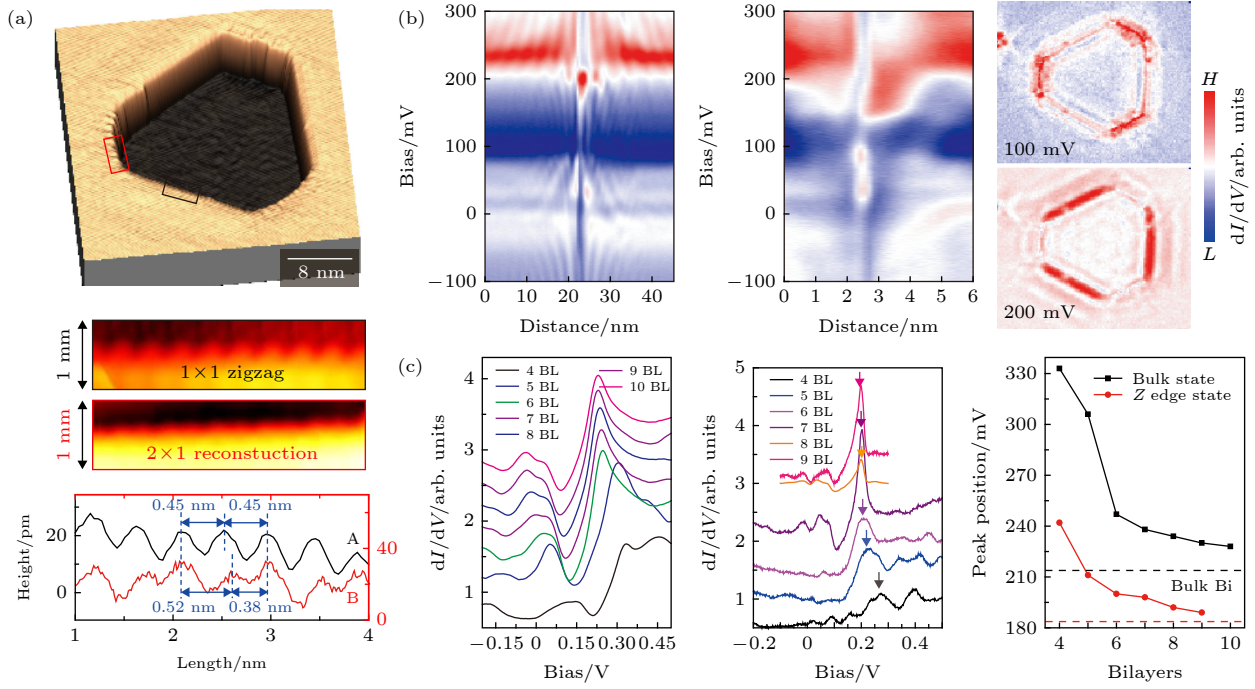 (a)
8 nm
1 mm
1×1 zigzag
1 mm
2×1 reconstuction
0.45 nm
0.45 nm
20
0
40
20
0
A
B
0.52 nm
0.38 nm
Height/pm
1
2
3
4
Length/nm
(b)
300
200
100
0
−100
Bias/mV
0
10
20
30
40
Distance/nm
300
200
100
0
−100
Bias/mV
0
1.2
2.4
3
3.6
4.8
6
Distance/nm
100 mV
200 mV
H
L
dI/dV/arb. units
(c)
4 BL
5 BL
6 BL
7 BL
8 BL
9 BL
10 BL
4
3
2
1
dI/dV/arb. units
−0.15
0
0.15
0.30
0.45
Bias/V
4 BL
5 BL
6 BL
7 BL
8 BL
9 BL
5
4
3
2
1
dI/dV/arb. units
−0.2
0
0.2
0.4
Bias/V
Bulk state
Z edge state
Bulk Bi
330
300
270
240
210
180
Peak position/mV
4
6
8
10
Bilayers